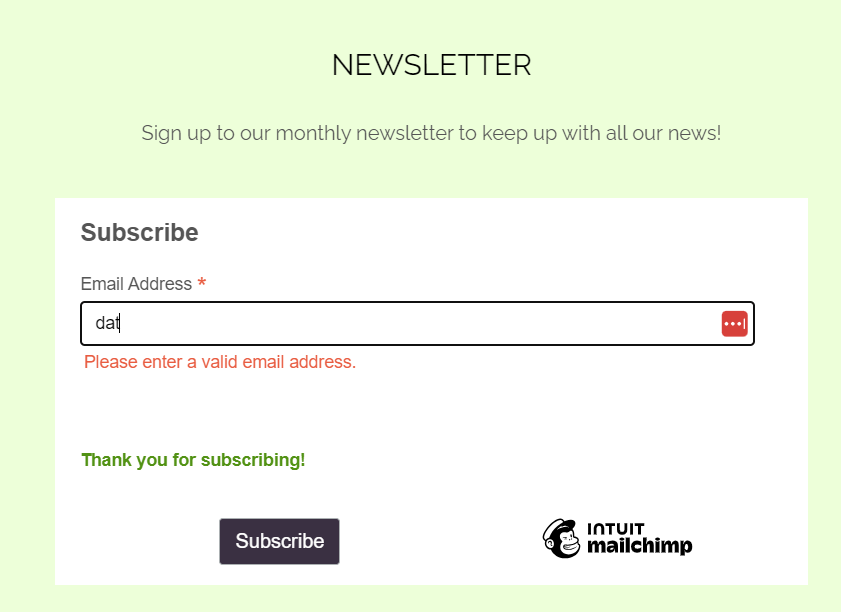 NEWSLETTER
Sign up to our monthly newsletter to keep up with all our news!
Subscribe
Email Address *
dat
Please enter a valid email address.
Thank you for subscribing!
Subscribe
INTUIT
mailchimp